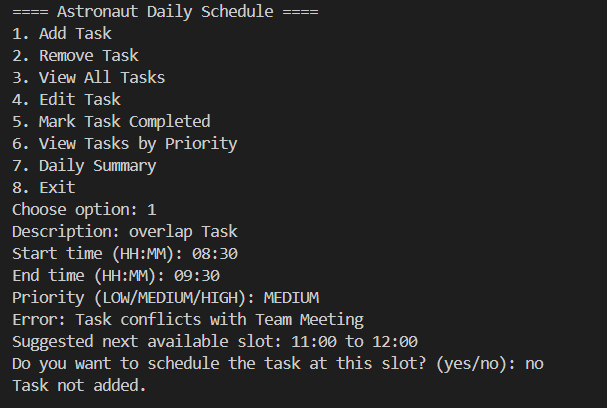 ==== Astronaut Daily Schedule ====
1. Add Task
2. Remove Task
3. View All Tasks
4. Edit Task
5. Mark Task Completed
6. View Tasks by Priority
7. Daily Summary
8. Exit
Choose option: 1
Description: overlap Task
Start time (HH:MM): 08:30
End time (HH:MM): 09:30
Priority (LOW/MEDIUM/HIGH): MEDIUM
Error: Task conflicts with Team Meeting
Suggested next available slot: 11:00 to 12:00
Do you want to schedule the task at this slot? (yes/no): no
Task not added.